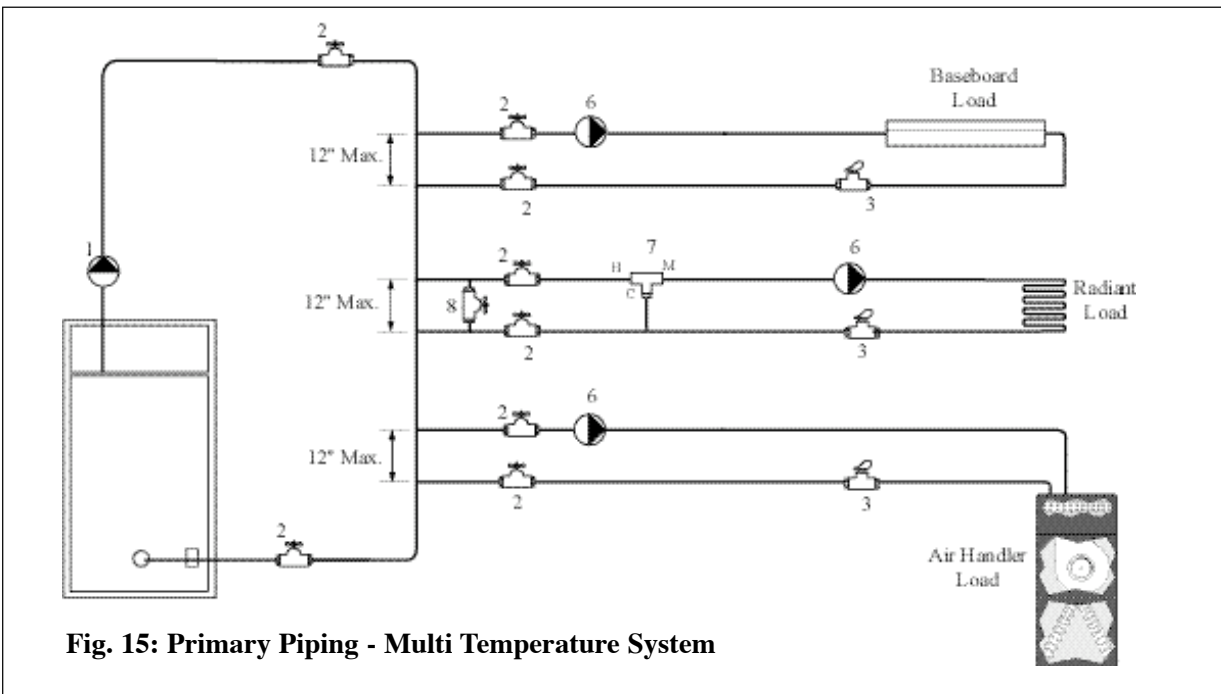 2
Baseboard
Load
2
6
12" Max.
2
3
1
2
7
6
H
M
C
12" Max.
8
Radiant
Load
2
3
6
2
12" Max.
2
3
2
Air Handler
Load
Fig. 15: Primary Piping - Multi Temperature System